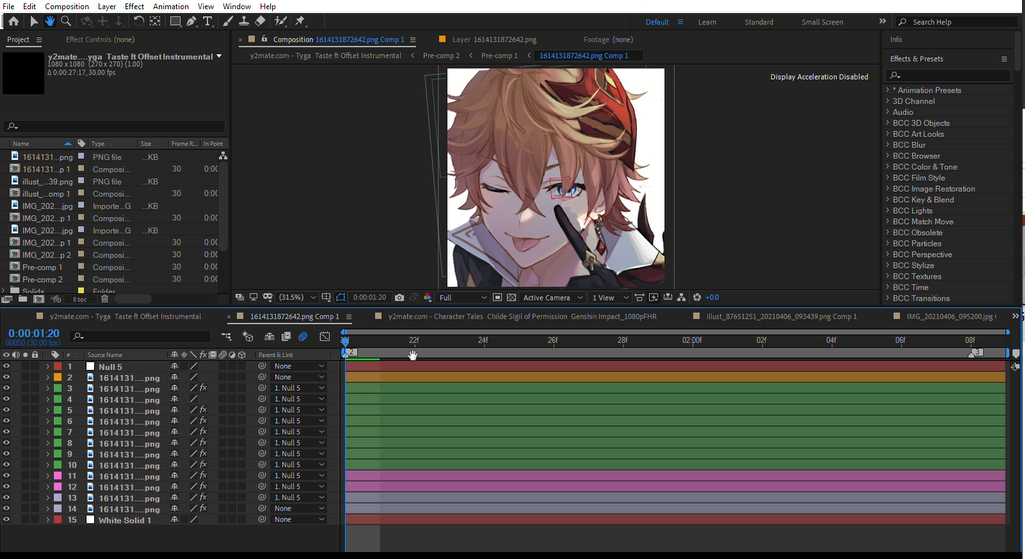 File Edit Composition Layer Effect Animation View Window Help
Default Learn Standard Small Screen Search Help
Project Effect Controls (none)
Composition 1614131872642.png Comp 1 Layer 1614131872642.png Footage (none)
Info
y2mate.com - Tyga Taste ft Offset Instrumental Pre-comp 2 Pre-comp 1 1614131872642.png Comp 1
Effects & Presets
y2mate....yga Taste ft Offset Instrumental
1080 x 1080 (270 x 270) (1.00)
Δ 0:00:27:17, 30.00 fps
Display Acceleration Disabled
* Animation Presets
3D Channel
Audio
BCC 3D Objects
BCC Art Looks
BCC Blur
BCC Browser
BCC Color & Tone
BCC Film Style
BCC Image Restoration
BCC Key & Blend
BCC Lights
BCC Match Move
BCC Obsolete
BCC Particles
BCC Perspective
BCC Stylize
BCC Textures
BCC Time
BCC Transitions
Name Type Size Frame R... In Point
1614131...png PNG file ...KB
1614131...p 1 Composi... 30 0:00
illust_...39.png PNG file ...KB
illust_...omp 1 Composi... 30 0:00
IMG_202...jpg Importe...G ...KB
IMG_202...p 1 Composi... 30 0:00
IMG_202...jpg Importe...G ...KB
IMG_202...p 1 Composi... 30 0:00
IMG_202...p 2 Composi... 30 0:00
Pre-comp 1 Composi... 30 0:00
Pre-comp 2 Composi... 30 0:00
Solids Folder
8 bpc
(31.5%) 0:00:01:20 Full Active Camera 1 View +0.0
y2mate.com - Tyga Taste ft Offset Instrumental 1614131872642.png Comp 1 y2mate.com - Character Tales Childe Sigil of Permission Genshin Impact_1080pFHR illust_87651251_20210406_093439.png Comp 1 IMG_20210406_095200.jpg
0:00:01:20
00050 (30.00 fps)
22f 24f 26f 28f 02:00f 02f 04f 06f 08f
# Source Name Parent & Link
2 3
1 Null 5 None
2 1614131....png None
3 1614131....png 1. Null 5
4 1614131....png 1. Null 5
5 1614131....png 1. Null 5
6 1614131....png 1. Null 5
7 1614131....png 1. Null 5
8 1614131....png 1. Null 5
9 1614131....png 1. Null 5
10 1614131....png 1. Null 5
11 1614131....png 1. Null 5
12 1614131....png 1. Null 5
13 1614131....png 1. Null 5
14 1614131....png None
15 White Solid 1 None